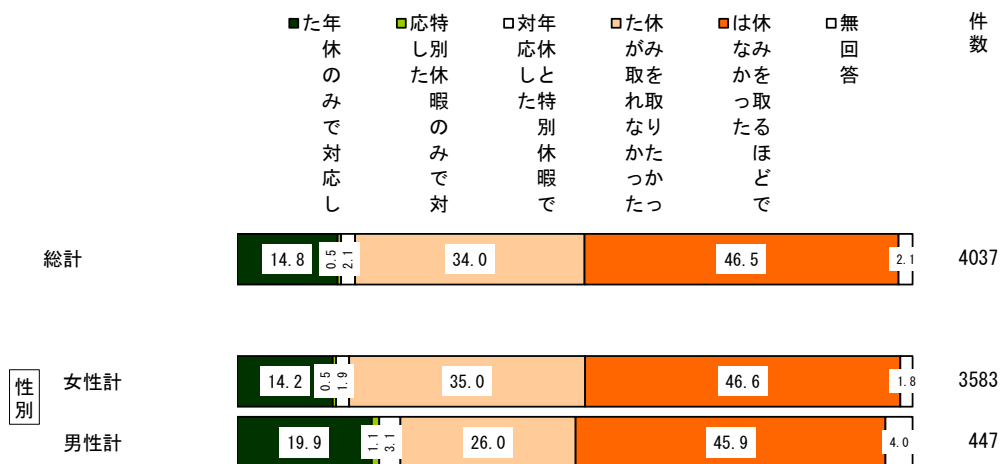 ■年休のみで対応した
■特別休暇のみで対応した
□年休と特別休暇で対応した
■休みを取りたかったが取れなかった
■休みを取るほどではなかった
□無回答
件数
総計 14.8 0.5 2.1 34.0 46.5 2.1 4037
性別
女性計 14.2 0.5 1.9 35.0 46.6 1.8 3583
男性計 19.9 1.1 3.1 26.0 45.9 4.0 447